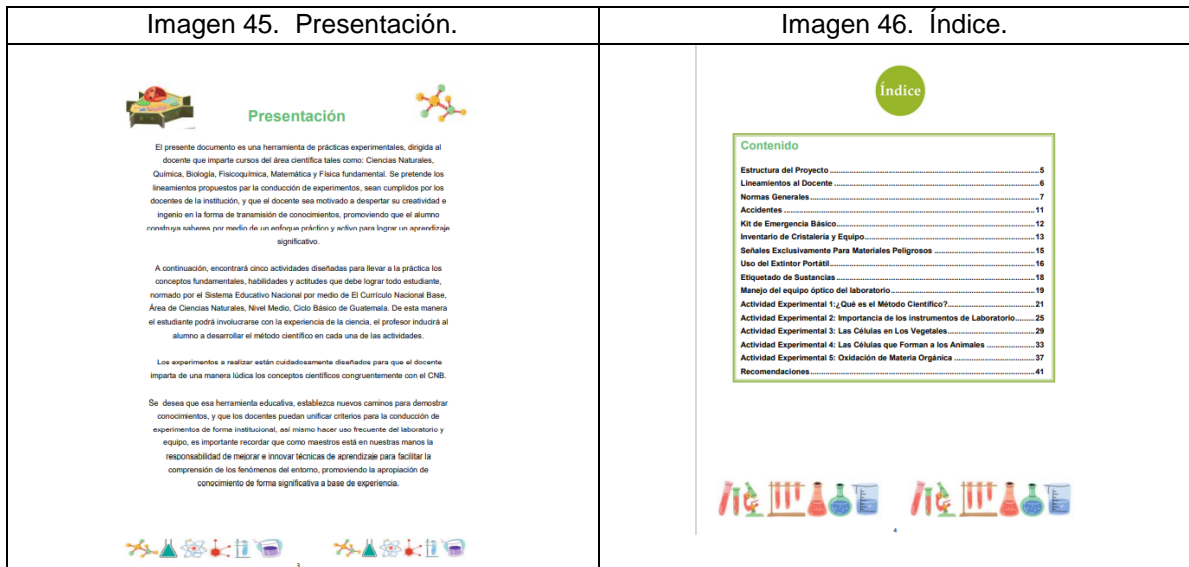 Imagen 45.  Presentación.
Imagen 46.  Índice.
Presentación
El presente documento es una herramienta de prácticas experimentales, dirigida al
docente que imparte cursos del área científica tales como: Ciencias Naturales,
Química, Biología, Fisicoquímica, Matemática y Física fundamental. Se pretende los
lineamientos propuestos par la conducción de experimentos, sean cumplidos por los
docentes de la institución, y que el docente sea motivado a despertar su creatividad e
ingenio en la forma de transmisión de conocimientos, promoviendo que el alumno
construya saberes por medio de un enfoque práctico y activo para lograr un aprendizaje
significativo.
A continuación, encontrará cinco actividades diseñadas para llevar a la práctica los
conceptos fundamentales, habilidades y actitudes que debe lograr todo estudiante,
normado por el Sistema Educativo Nacional por medio de El Currículo Nacional Base,
Área de Ciencias Naturales, Nivel Medio, Ciclo Básico de Guatemala. De esta manera
el estudiante podrá involucrarse con la experiencia de la ciencia, el profesor inducirá al
alumno a desarrollar el método científico en cada una de las actividades.
Los experimentos a realizar están cuidadosamente diseñados para que el docente
imparta de una manera lúdica los conceptos científicos congruentemente con el CNB.
Se desea que esa herramienta educativa, establezca nuevos caminos para demostrar
conocimientos, y que los docentes puedan unificar criterios para la conducción de
experimentos de forma institucional, así mismo hacer uso frecuente del laboratorio y
equipo, es importante recordar que como maestros está en nuestras manos la
responsabilidad de mejorar e innovar técnicas de aprendizaje para facilitar la
comprensión de los fenómenos del entorno, promoviendo la apropiación de
conocimiento de forma significativa a base de experiencia.
3
Índice
Contenido
Estructura del Proyecto ........ 5
Lineamientos al Docente ........ 6
Normas Generales ........ 7
Accidentes ........ 11
Kit de Emergencia Básico ........ 12
Inventario de Cristalería y Equipo ........ 13
Señales Exclusivamente Para Materiales Peligrosos ........ 15
Uso del Extintor Portátil ........ 16
Etiquetado de Sustancias ........ 18
Manejo del equipo óptico del laboratorio ........ 19
Actividad Experimental 1:¿Qué es el Método Científico? ........ 21
Actividad Experimental 2: Importancia de los instrumentos de Laboratorio ........ 25
Actividad Experimental 3: Las Células en Los Vegetales ........ 29
Actividad Experimental 4: Las Células que Forman a los Animales ........ 33
Actividad Experimental 5: Oxidación de Materia Orgánica ........ 37
Recomendaciones ........ 41
4